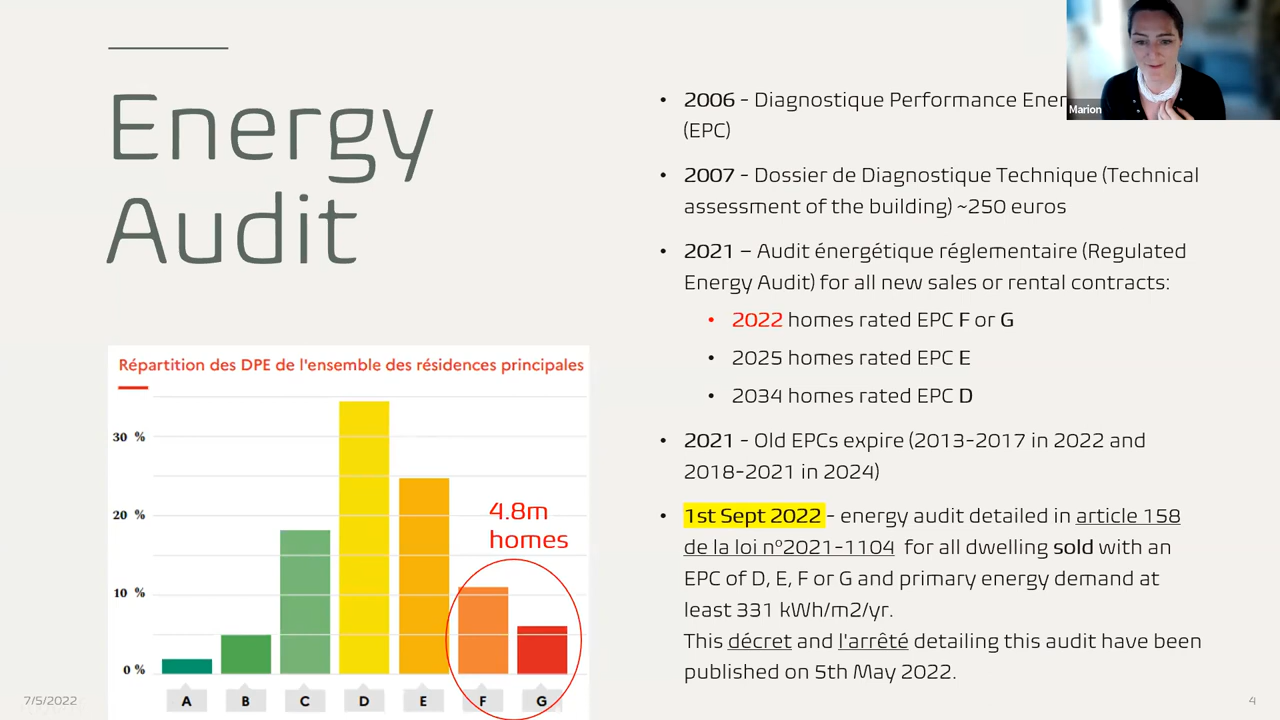 Energy
Audit
• 2006 - Diagnostique Performance
(EPC)
• 2007 - Dossier de Diagnostique Technique (Technical
assessment of the building) ~250 euros
• 2021 – Audit énergétique réglementaire (Regulated
Energy Audit) for all new sales or rental contracts:
• 2022 homes rated EPC F or G
• 2025 homes rated EPC E
• 2034 homes rated EPC D
• 2021 - Old EPCs expire (2013-2017 in 2022 and
2018-2021 in 2024)
• 1st Sept 2022 - energy audit detailed in article 158
de la loi n°2021-1104 for all dwelling sold with an
EPC of D, E, F or G and primary energy demand at
least 331 kWh/m2/yr.
This décret and l'arrêté detailing this audit have been
published on 5th May 2022.
Marion
Répartition des DPE de l'ensemble des résidences principales
30 %
20 %
10 %
0 %
4.8m
homes
A B C D E F G
7/5/2022
4